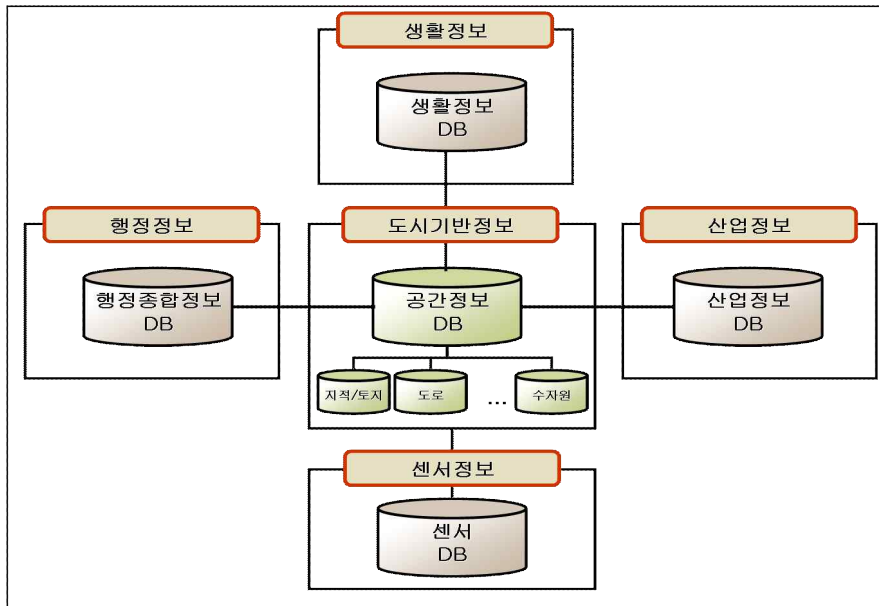 생활정보
생활정보
DB
행정정보
도시기반정보
산업정보
행정종합정보
DB
공간정보
DB
산업정보
DB
지적/토지
도로
...
수자원
센서정보
센서
DB